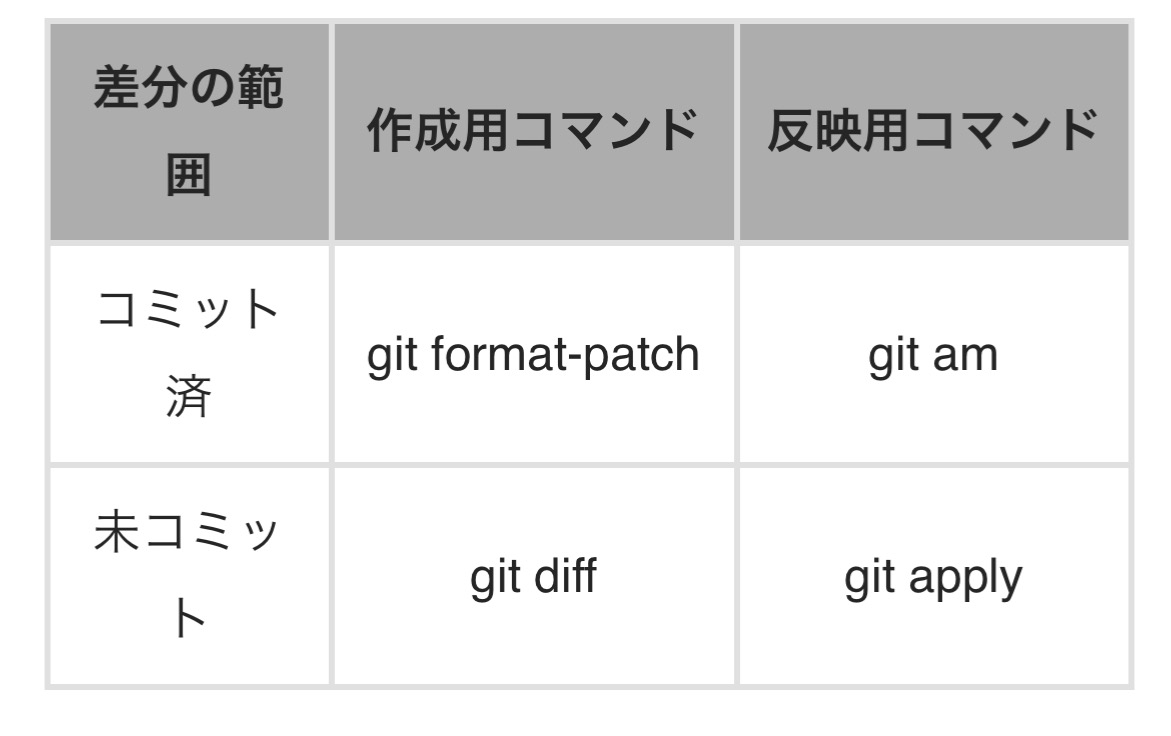 差分の範
囲
作成用コマンド
反映用コマンド
コミット
済
git format-patch
git am
未コミッ
ト
git diff
git apply